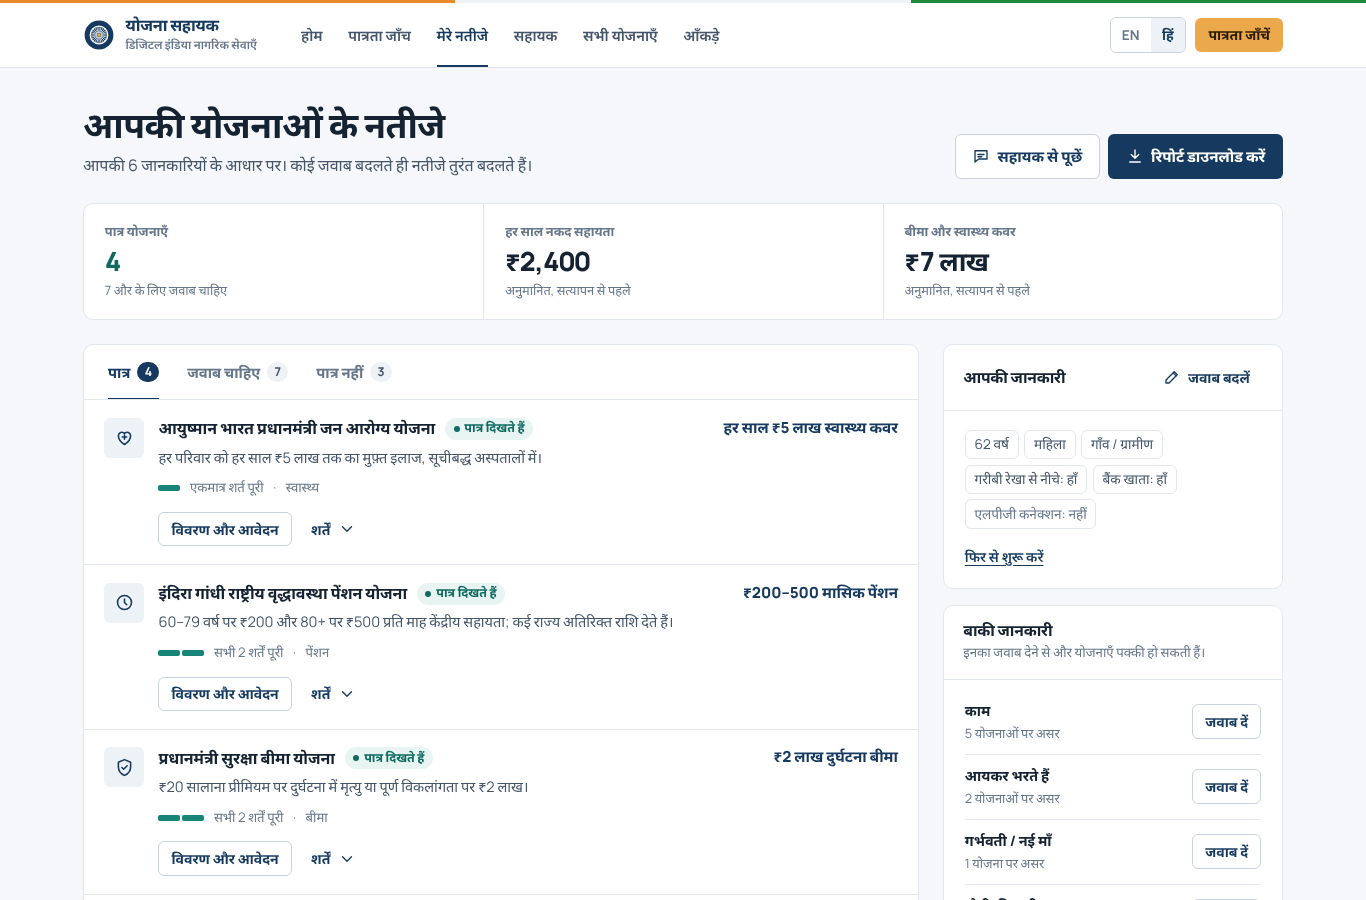 योजना सहायक
डिजिटल इंडिया नागरिक सेवाएँ
होम
पात्रता जाँच
मेरे नतीजे
सहायक
सभी योजनाएँ
आँकड़े
EN
हिं
पात्रता जाँचें
आपकी योजनाओं के नतीजे
आपकी 6 जानकारियों के आधार पर। कोई जवाब बदलते ही नतीजे तुरंत बदलते हैं।
सहायक से पूछें
रिपोर्ट डाउनलोड करें
पात्र योजनाएँ
4
7 और के लिए जवाब चाहिए
हर साल नकद सहायता
₹2,400
अनुमानित, सत्यापन से पहले
बीमा और स्वास्थ्य कवर
₹7 लाख
अनुमानित, सत्यापन से पहले
पात्र 4
जवाब चाहिए 7
पात्र नहीं 3
आयुष्मान भारत प्रधानमंत्री जन आरोग्य योजना
पात्र दिखते हैं
हर साल ₹5 लाख स्वास्थ्य कवर
हर परिवार को हर साल ₹5 लाख तक का मुफ़्त इलाज, सूचीबद्ध अस्पतालों में।
एकमात्र शर्त पूरी · स्वास्थ्य
विवरण और आवेदन
शर्तें
इंदिरा गांधी राष्ट्रीय वृद्धावस्था पेंशन योजना
पात्र दिखते हैं
₹200–500 मासिक पेंशन
60–79 वर्ष पर ₹200 और 80+ पर ₹500 प्रति माह केंद्रीय सहायता; कई राज्य अतिरिक्त राशि देते हैं।
सभी 2 शर्तें पूरी · पेंशन
विवरण और आवेदन
शर्तें
प्रधानमंत्री सुरक्षा बीमा योजना
पात्र दिखते हैं
₹2 लाख दुर्घटना बीमा
₹20 सालाना प्रीमियम पर दुर्घटना में मृत्यु या पूर्ण विकलांगता पर ₹2 लाख।
सभी 2 शर्तें पूरी · बीमा
विवरण और आवेदन
शर्तें
आपकी जानकारी
जवाब बदलें
62 वर्ष
महिला
गाँव / ग्रामीण
गरीबी रेखा से नीचे: हाँ
बैंक खाता: हाँ
एलपीजी कनेक्शन: नहीं
फिर से शुरू करें
बाकी जानकारी
इनका जवाब देने से और योजनाएँ पक्की हो सकती हैं।
काम
5 योजनाओं पर असर
जवाब दें
आयकर भरते हैं
2 योजनाओं पर असर
जवाब दें
गर्भवती / नई माँ
1 योजना पर असर
जवाब दें